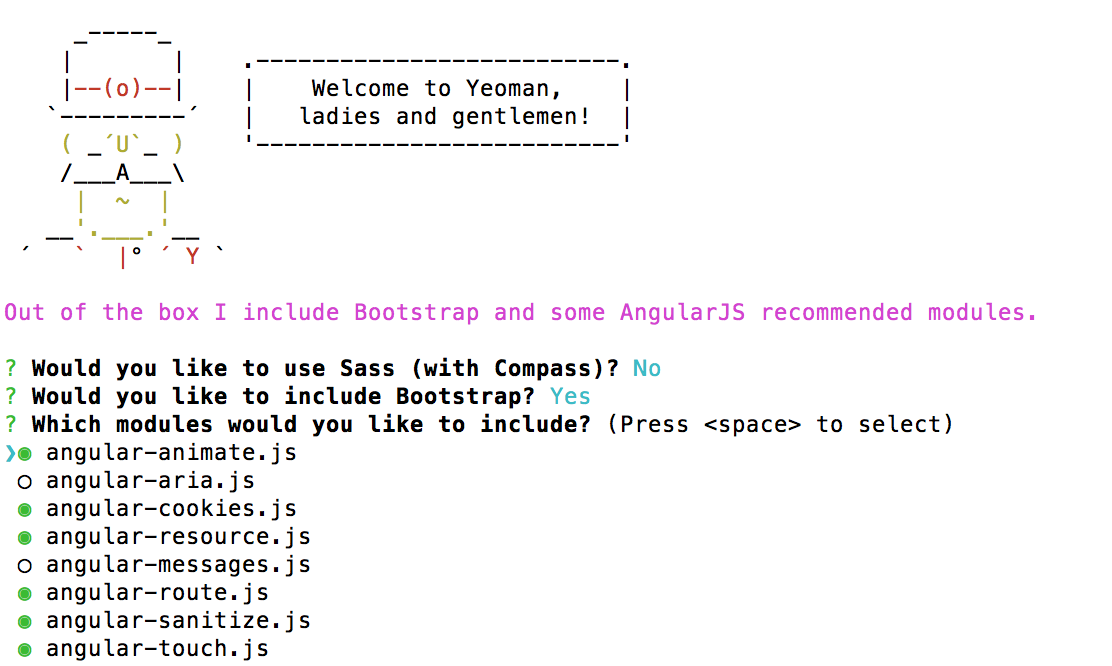 _-----_
    |       |    .--------------------------.
    |--(o)--|    |    Welcome to Yeoman,    |
   `---------´   |   ladies and gentlemen!  |
    ( _´U`_ )    '--------------------------'
    /___A___\
     |  ~  |
   __'.___.'__
 ´   `  |° ´ Y `
Out of the box I include Bootstrap and some AngularJS recommended modules.
? Would you like to use Sass (with Compass)? No
? Would you like to include Bootstrap? Yes
? Which modules would you like to include? (Press <space> to select)
❯◉ angular-animate.js
 ◯ angular-aria.js
 ◉ angular-cookies.js
 ◉ angular-resource.js
 ◯ angular-messages.js
 ◉ angular-route.js
 ◉ angular-sanitize.js
 ◉ angular-touch.js